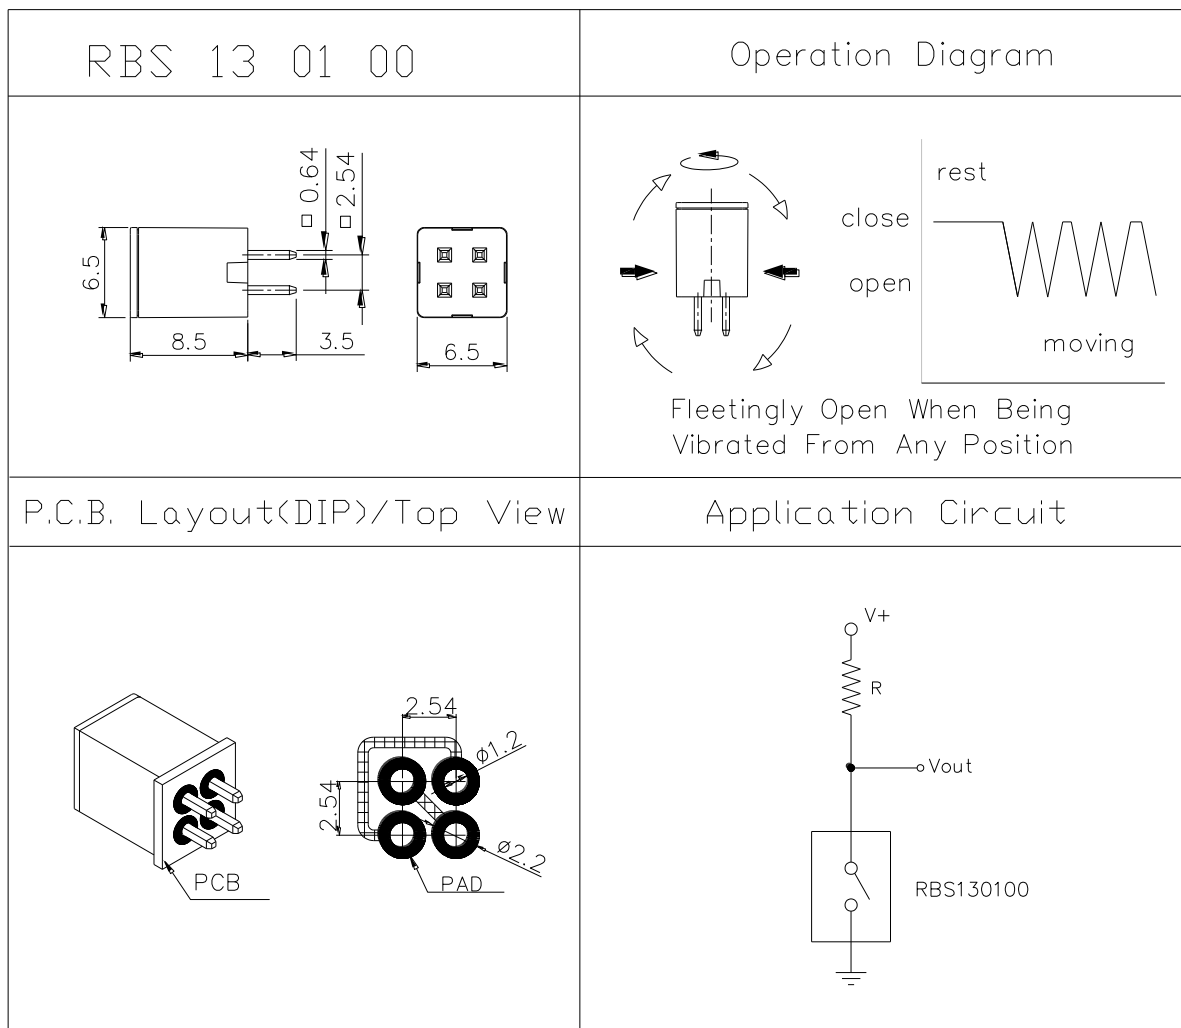 RBS 13 01 00
Operation Diagram
□ 0.64
□ 2.54
6.5
8.5
3.5
6.5
rest
close
open
moving
Fleetingly Open When Being
Vibrated From Any Position
P.C.B. Layout(DIP)/Top View
Application Circuit
PCB
2.54
2.54
ø1.2
ø2.2
PAD
V+
R
Vout
RBS130100